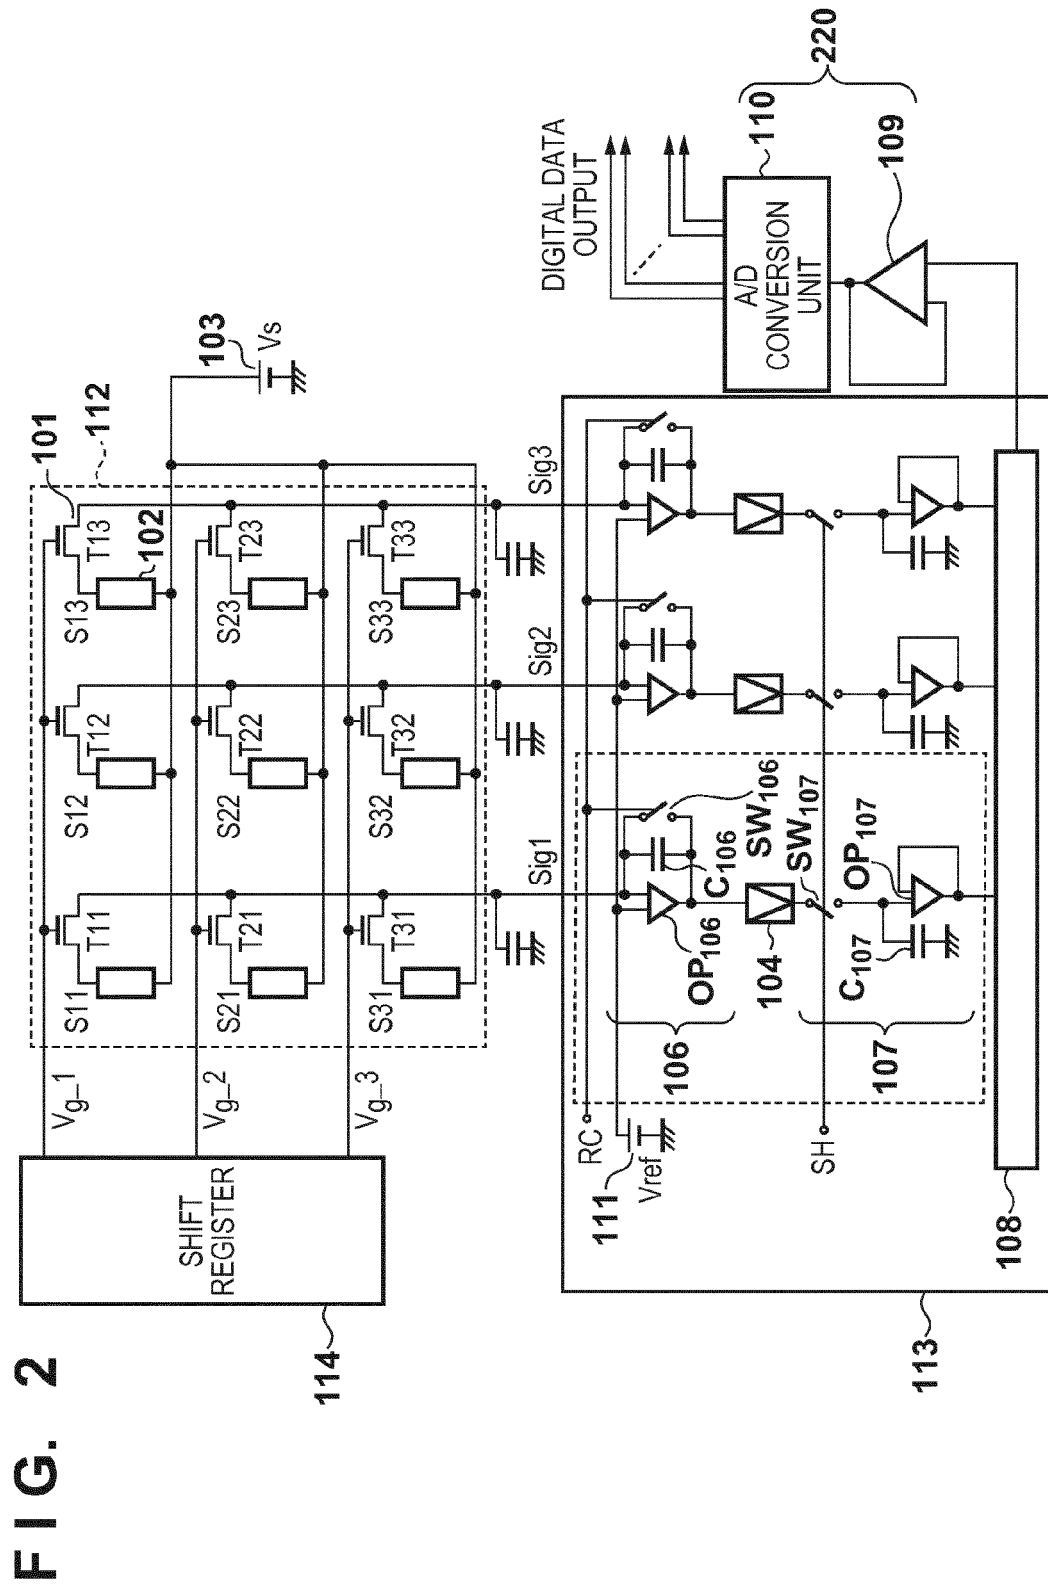 FIG. 2
114
SHIFT
REGISTER
Vg_1
Vg_2
Vg_3
S11
T11
S12
T12
S13
T13
101
102
112
S21
T21
S22
T22
S23
T23
S31
T31
S32
T32
S33
T33
103
Vs
Sig1
Sig2
Sig3
RC
111
Vref
SH
106
OP106
C106
SW106
104
SW107
107
C107
OP107
108
113
DIGITAL DATA
OUTPUT
A/D
CONVERSION
UNIT
110
109
220